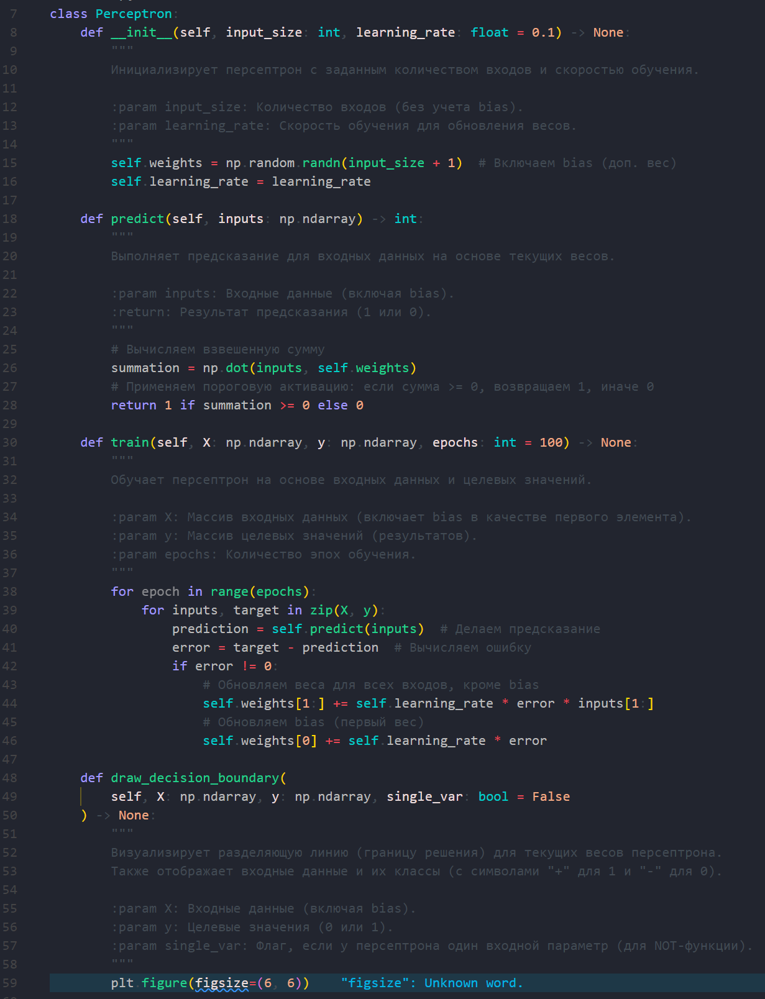 7 class Perceptron:
8 def __init__(self, input_size: int, learning_rate: float = 0.1) -> None:
9 """
10 Инициализирует персептрон с заданным количеством входов и скоростью обучения.
11
12 :param input_size: Количество входов (без учета bias).
13 :param learning_rate: Скорость обучения для обновления весов.
14 """
15 self.weights = np.random.randn(input_size + 1)  # Включаем bias (доп. вес)
16 self.learning_rate = learning_rate
17
18 def predict(self, inputs: np.ndarray) -> int:
19 """
20 Выполняет предсказание для входных данных на основе текущих весов.
21
22 :param inputs: Входные данные (включая bias).
23 :return: Результат предсказания (1 или 0).
24 """
25 # Вычисляем взвешенную сумму
26 summation = np.dot(inputs, self.weights)
27 # Применяем пороговую активацию: если сумма >= 0, возвращаем 1, иначе 0
28 return 1 if summation >= 0 else 0
29
30 def train(self, X: np.ndarray, y: np.ndarray, epochs: int = 100) -> None:
31 """
32 Обучает персептрон на основе входных данных и целевых значений.
33
34 :param X: Массив входных данных (включает bias в качестве первого элемента).
35 :param y: Массив целевых значений (результатов).
36 :param epochs: Количество эпох обучения.
37 """
38 for epoch in range(epochs):
39 for inputs, target in zip(X, y):
40 prediction = self.predict(inputs)  # Делаем предсказание
41 error = target - prediction  # Вычисляем ошибку
42 if error != 0:
43 # Обновляем веса для всех входов, кроме bias
44 self.weights[1:] += self.learning_rate * error * inputs[1:]
45 # Обновляем bias (первый вес)
46 self.weights[0] += self.learning_rate * error
47
48 def draw_decision_boundary(
49 self, X: np.ndarray, y: np.ndarray, single_var: bool = False
50 ) -> None:
51 """
52 Визуализирует разделяющую линию (границу решения) для текущих весов персептрона.
53 Также отображает входные данные и их классы (с символами "+" для 1 и "-" для 0).
54
55 :param X: Входные данные (включая bias).
56 :param y: Целевые значения (0 или 1).
57 :param single_var: Флаг, если у персептрона один входной параметр (для NOT-функции).
58 """
59 plt.figure(figsize=(6, 6)) "figsize": Unknown word.